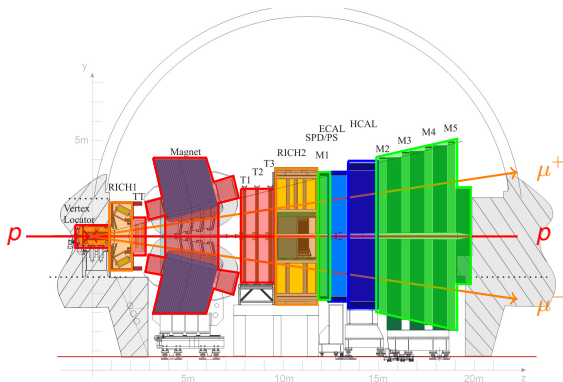 y
5m
Magnet
RICH1
TT
Vertex
Locator
T1
T2
T3
RICH2
M1
SPD/PS
ECAL
HCAL
M2
M3
M4
M5
μ+
p
p
μ−
5m
10m
15m
20m
z